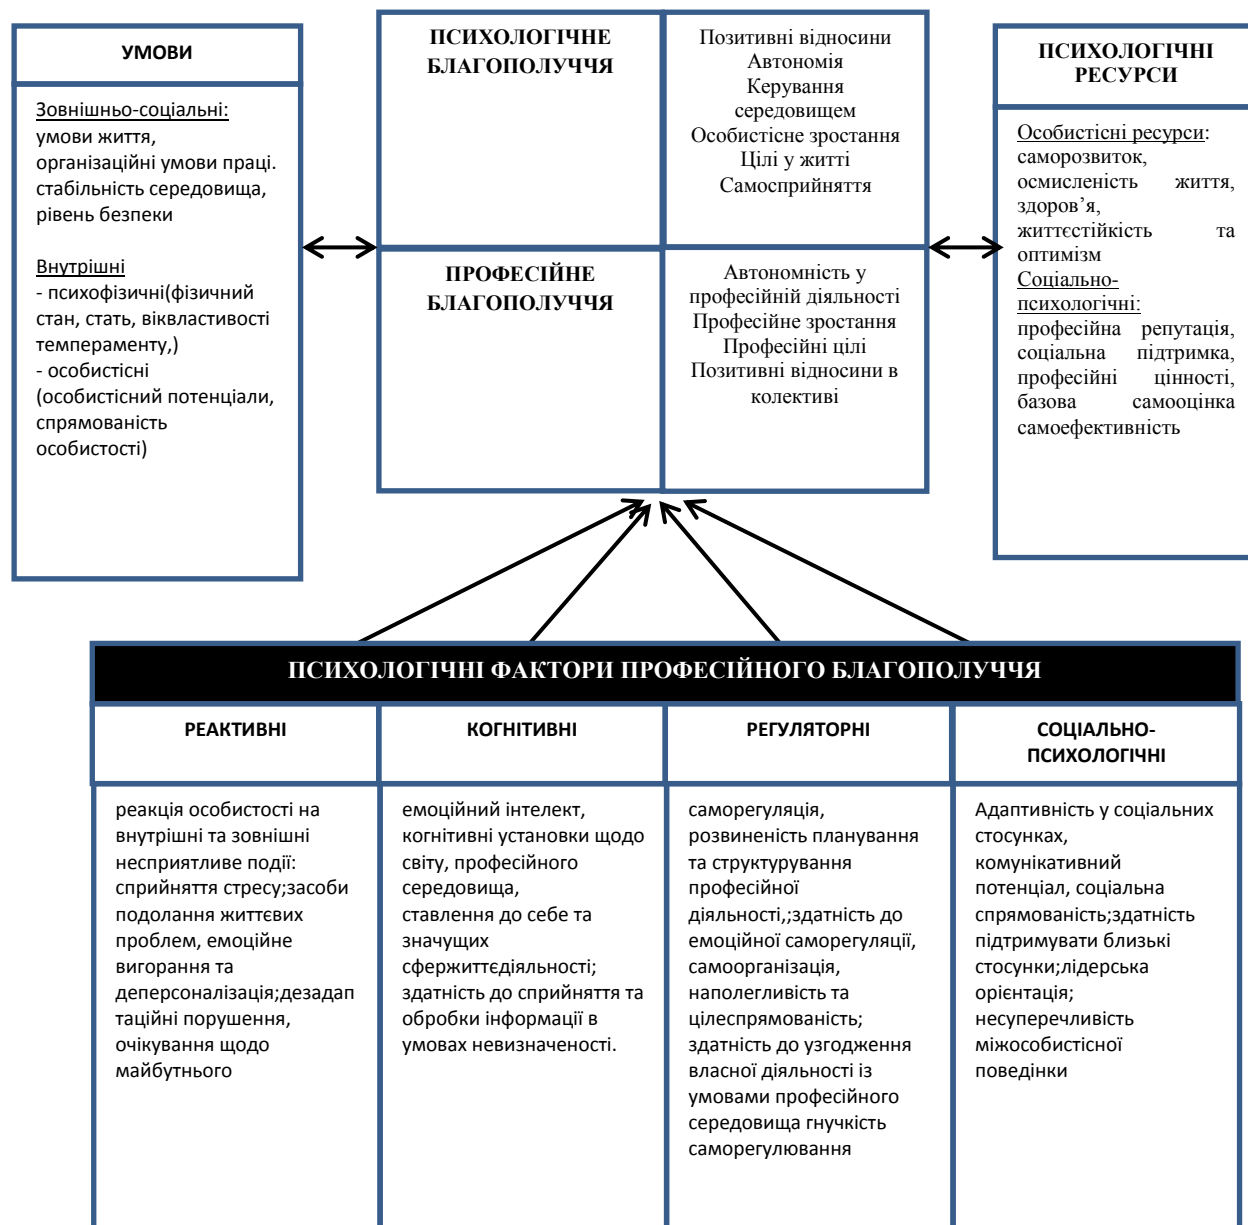 УМОВИ
Зовнішньо-соціальні:
умови життя,
організаційні умови праці.
стабільність середовища,
рівень безпеки
Внутрішні
- психофізичні(фізичний
стан, стать, віквластивості
темпераменту,)
- особистісні
(особистісний потенціали,
спрямованість
особистості)
ПСИХОЛОГІЧНЕ
БЛАГОПОЛУЧЧЯ
Позитивні відносини
Автономія
Керування
середовищем
Особистісне зростання
Цілі у житті
Самосприйняття
ПРОФЕСІЙНЕ
БЛАГОПОЛУЧЧЯ
Автономність у
професійній діяльності
Професійне зростання
Професійні цілі
Позитивні відносини в
колективі
ПСИХОЛОГІЧНІ
РЕСУРСИ
Особистісні ресурси:
саморозвиток,
осмисленість життя,
здоров’я,
життєстійкість та
оптимізм
Соціально-
психологічні:
професійна репутація,
соціальна підтримка,
професійні цінності,
базова самооцінка
самоефективність
ПСИХОЛОГІЧНІ ФАКТОРИ ПРОФЕСІЙНОГО БЛАГОПОЛУЧЧЯ
РЕАКТИВНІ
реакція особистості на
внутрішні та зовнішні
несприятливе події:
сприйняття стресу;засоби
подолання життєвих
проблем, емоційне
вигорання та
деперсоналізація;дезадап
таційні порушення,
очікування щодо
майбутнього
КОГНІТИВНІ
емоційний інтелект,
когнітивні установки щодо
світу, професійного
середовища,
ставлення до себе та
значущих
сфержиттєдіяльності;
здатність до сприйняття та
обробки інформації в
умовах невизначеності.
РЕГУЛЯТОРНІ
саморегуляція,
розвиненість планування
та структурування
професійної
діяльності,;здатність до
емоційної саморегуляції,
самоорганізація,
наполегливість та
цілеспрямованість;
здатність до узгодження
власної діяльності із
умовами професійного
середовища гнучкість
саморегулювання
СОЦІАЛЬНО-
ПСИХОЛОГІЧНІ
Адаптивність у соціальних
стосунках,
комунікативний
потенціал, соціальна
спрямованість;здатність
підтримувати близькі
стосунки;лідерська
орієнтація;
несуперечливість
міжособистісної
поведінки